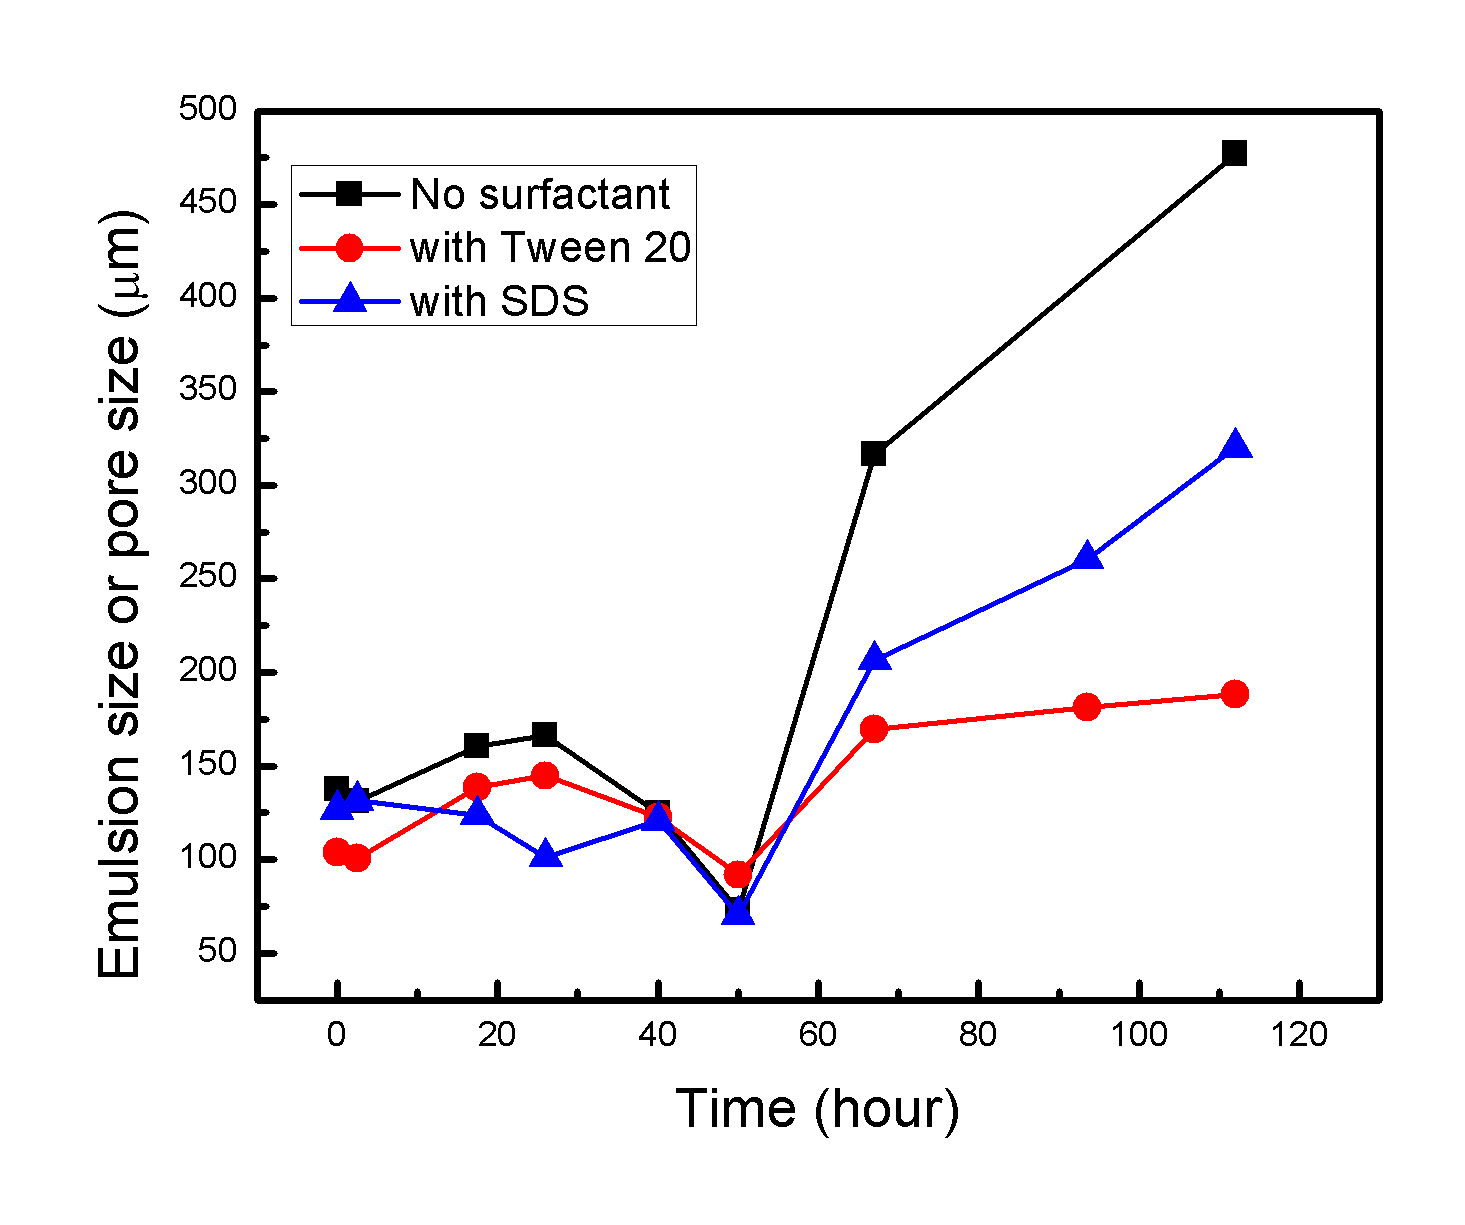 500
450
400
350
300
250
200
150
100
50
Emulsion size or pore size (μm)
No surfactant
with Tween 20
with SDS
0 20 40 60 80 100 120
Time (hour)